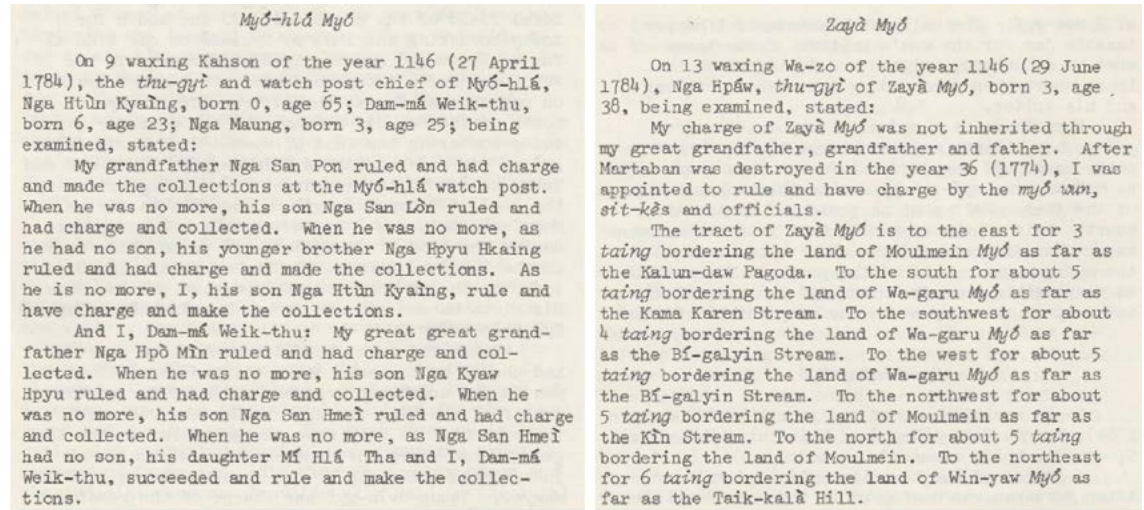 Myó-hlá Myó
On 9 waxing Kahson of the year 1146 (27 April
1784), the thu-gyì and watch post chief of Myó-hlá,
Nga Htùn Kyaìng, born 0, age 65; Dam-má Weik-thu,
born 6, age 23; Nga Maung, born 3, age 25; being
examined, stated:
My grandfather Nga San Pon ruled and had charge
and made the collections at the Myó-hlá watch post.
When he was no more, his son Nga San Lòn ruled and
had charge and collected. When he was no more, as
he had no son, his younger brother Nga Hpyu Hkaing
ruled and had charge and made the collections. As
he is no more, I, his son Nga Htùn Kyaìng, rule and
have charge and make the collections.
And I, Dam-má Weik-thu: My great great grand-
father Nga Hpò Mìn ruled and had charge and col-
lected. When he was no more, his son Nga Kyaw
Hpyu ruled and had charge and collected. When he
was no more, his son Nga San Hmeì ruled and had charge
and collected. When he was no more, as Nga San Hmeì
had no son, his daughter Mí Hlá Tha and I, Dam-má
Weik-thu, succeeded and rule and make the collec-
tions.
Zayà Myó
On 13 waxing Wa-zo of the year 1146 (29 June
1784), Nga Hpáw, thu-gyì of Zayà Myó, born 3, age
38, being examined, stated:
My charge of Zayà Myó was not inherited through
my great grandfather, grandfather and father. After
Martaban was destroyed in the year 36 (1774), I was
appointed to rule and have charge by the myó wun,
sit-kès and officials.
The tract of Zayà Myó is to the east for 3
taing bordering the land of Moulmein Myó as far as
the Kalun-daw Pagoda. To the south for about 5
taing bordering the land of Wa-garu Myó as far as
the Kama Karen Stream. To the southwest for about
4 taing bordering the land of Wa-garu Myó as far
as the Bí-galyin Stream. To the west for about 5
taing bordering the land of Wa-garu Myó as far as
the Bí-galyin Stream. To the northwest for about
5 taing bordering the land of Moulmein as far as
the Kìn Stream. To the north for about 5 taing
bordering the land of Moulmein. To the northeast
for 6 taing bordering the land of Win-yaw Myó as
far as the Taik-kalà Hill.